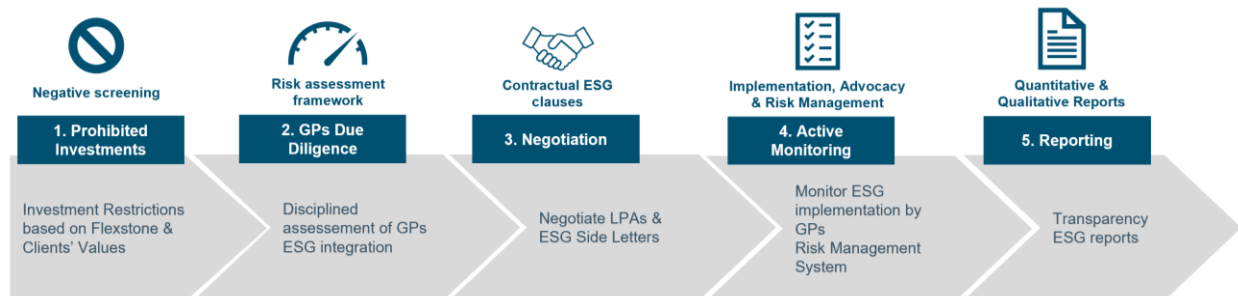 Negative screening
1. Prohibited
Investments
Investment Restrictions
based on Flexstone &
Clients' Values
Risk assessment
framework
2. GPs Due
Diligence
Disciplined
assessement of GPs
ESG integration
Contractual ESG
clauses
3. Negotiation
Negotiate LPAs &
ESG Side Letters
Implementation, Advocacy
& Risk Management
4. Active
Monitoring
Monitor ESG
implementation by
GPs
Risk Management
System
Quantitative &
Qualitative Reports
5. Reporting
Transparency
ESG reports